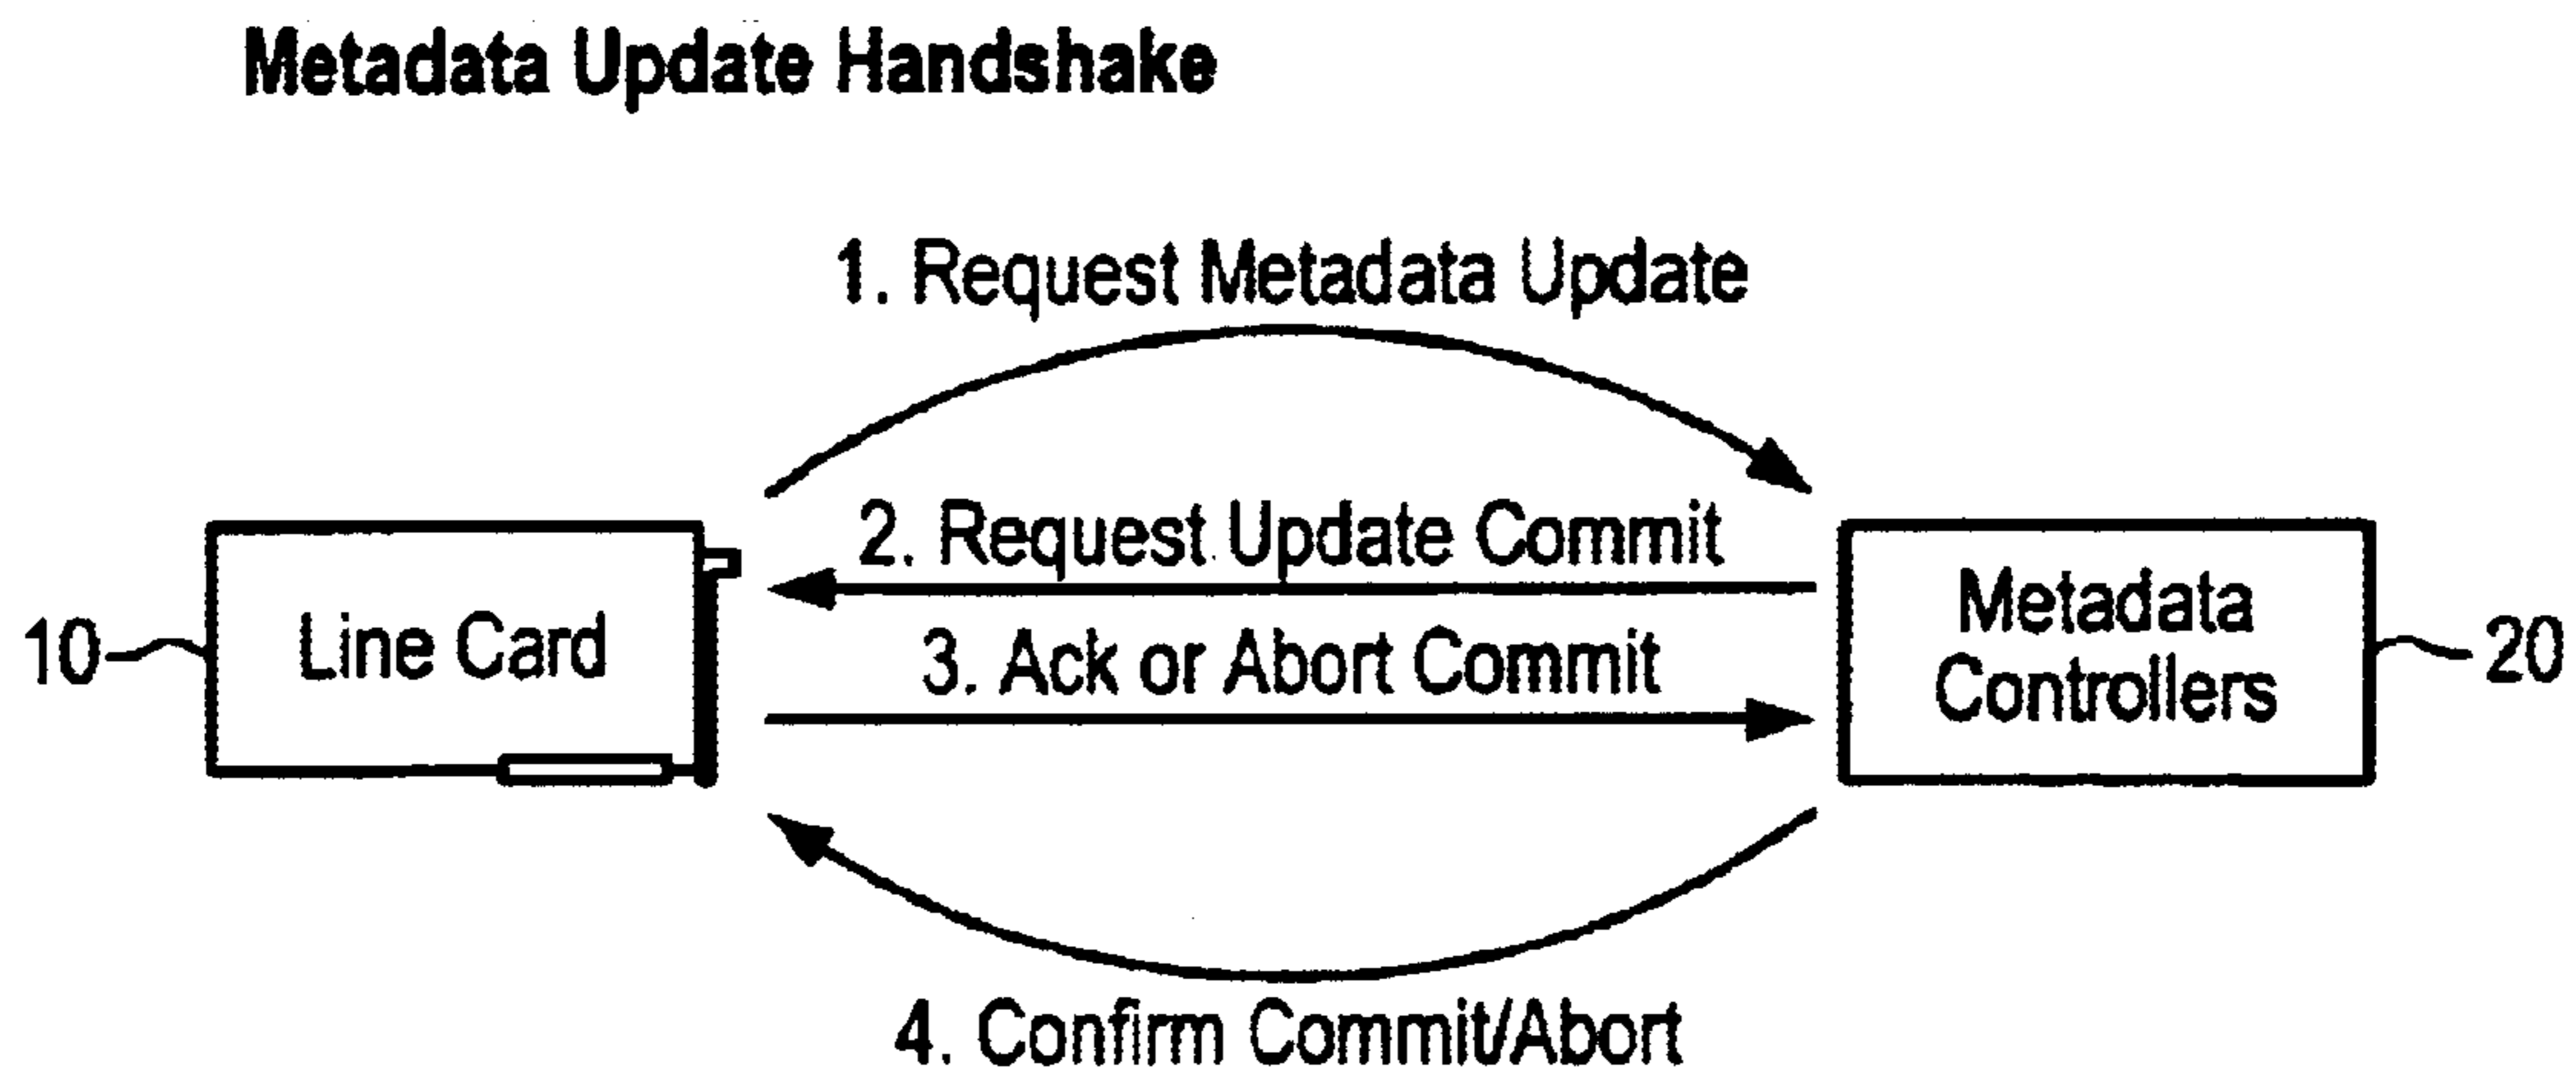 Metadata Update Handshake
1. Request Metadata Update
2. Request Update Commit
3. Ack or Abort Commit
4. Confirm Commit/Abort
10
Line Card
Metadata
Controllers
20